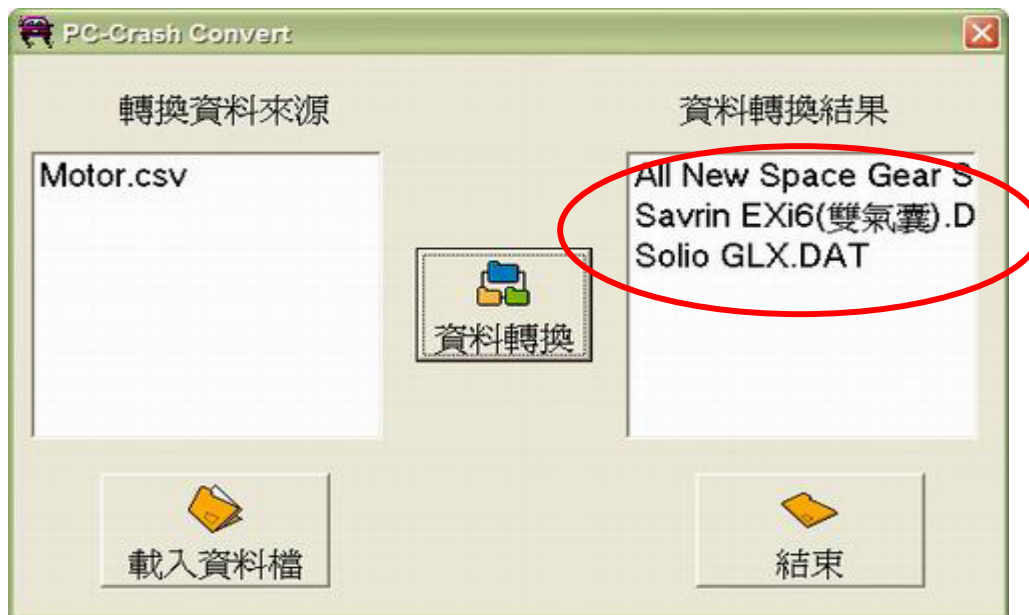 PC-Crash Convert
轉換資料來源
資料轉換結果
Motor.csv
All New Space Gear S
Savrin EXi6(雙氣囊).D
Solio GLX.DAT
資料轉換
載入資料檔
結束